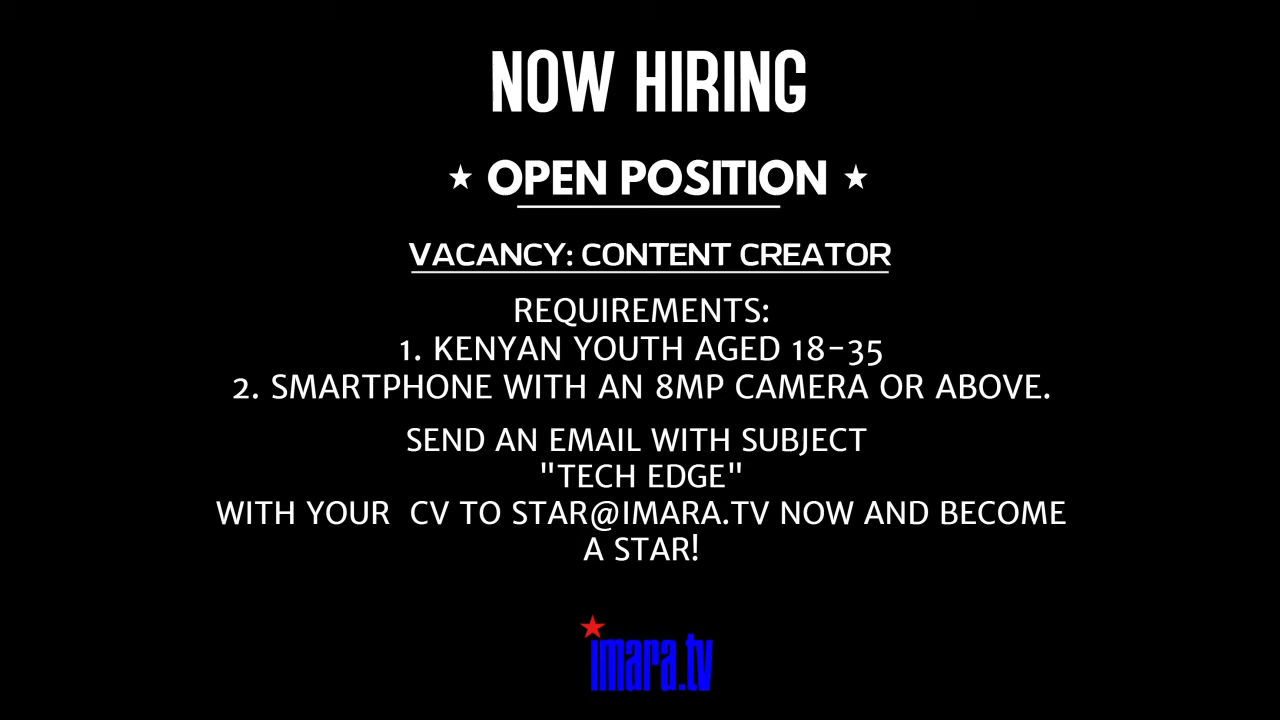 NOW HIRING
★ OPEN POSITION ★
VACANCY: CONTENT CREATOR
REQUIREMENTS:
1. KENYAN YOUTH AGED 18-35
2. SMARTPHONE WITH AN 8MP CAMERA OR ABOVE.
SEND AN EMAIL WITH SUBJECT
"TECH EDGE"
WITH YOUR CV TO STAR@IMARA.TV NOW AND BECOME
A STAR!
imara.tv